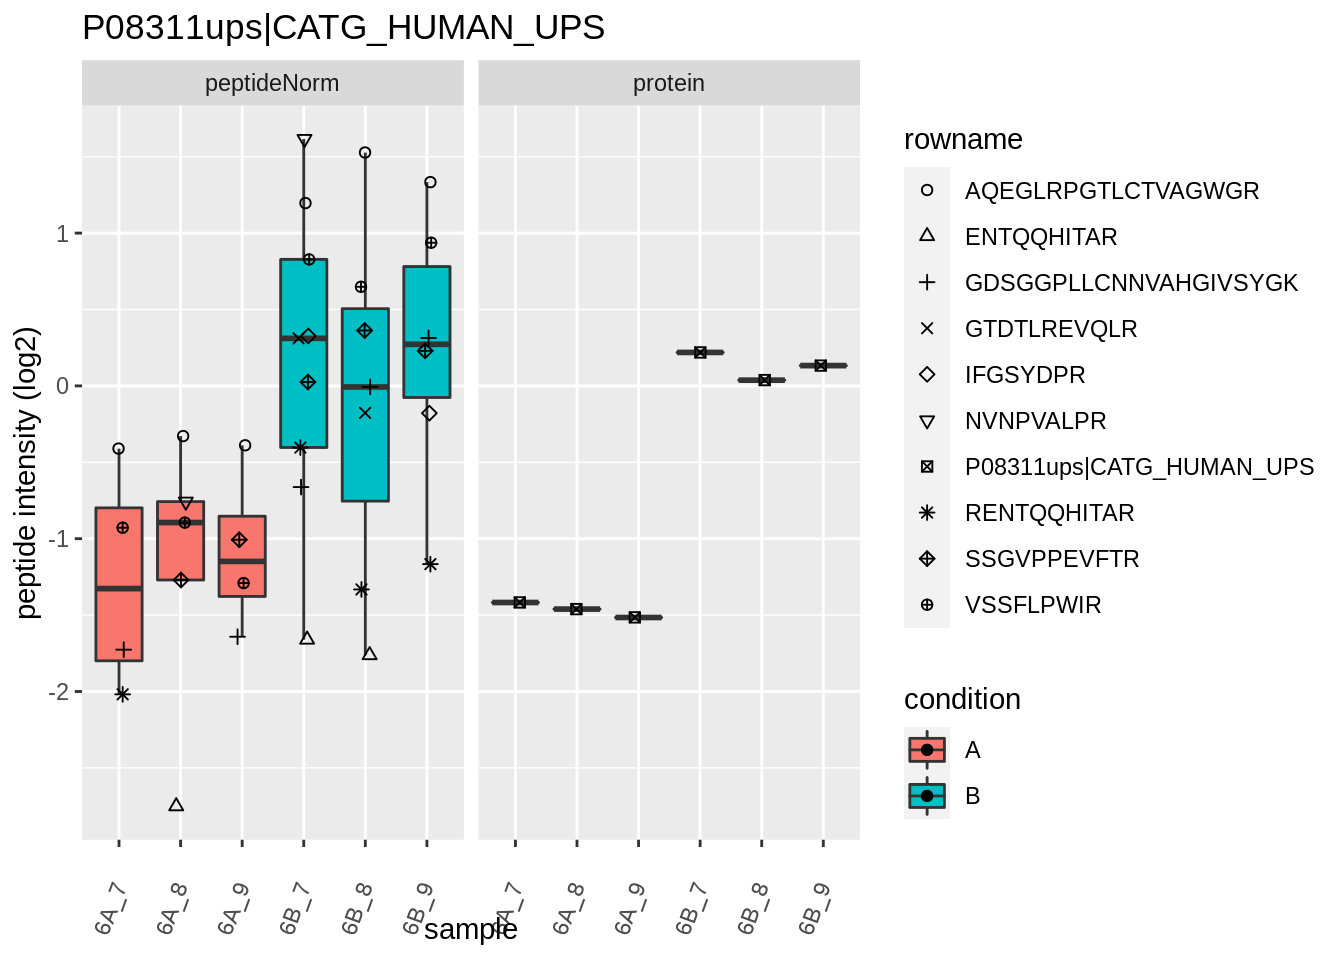 P08311ups|CATG_HUMAN_UPS
peptideNorm
protein
peptide intensity (log2)
1
0
-1
-2
6A_7
6A_8
6A_9
6B_7
6B_8
6B_9
6A_7
6A_8
6A_9
6B_7
6B_8
6B_9
sample
rowname
AQEGLRPGTLCTVAGWGR
ENTQQHITAR
GDSGGPLLCNNVAHGIVSYGK
GTDTLREVQLR
IFGSYDPR
NVNPVALPR
P08311ups|CATG_HUMAN_UPS
RENTQQHITAR
SSGVPPEVFTR
VSSFLPWIR
condition
A
B